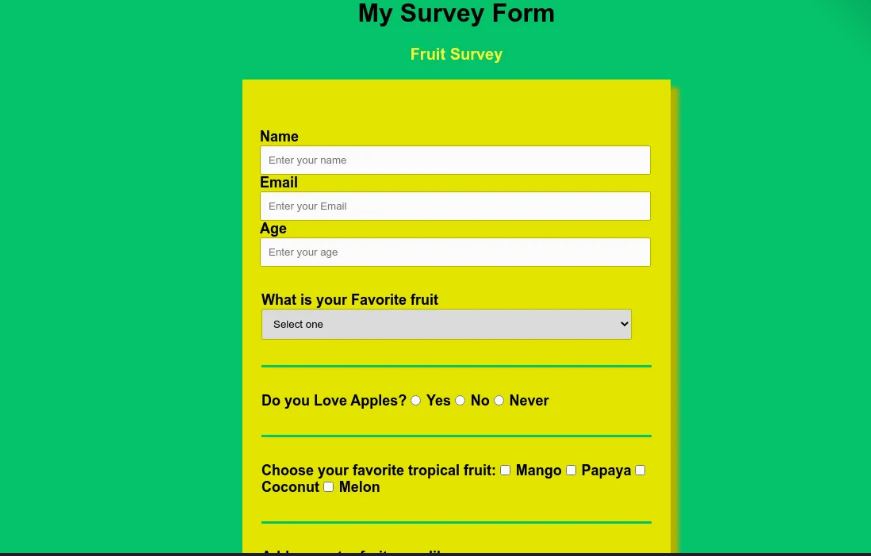 My Survey Form
Fruit Survey
Name
Enter your name
Email
Enter your Email
Age
Enter your age
What is your Favorite fruit
Select one
Do you Love Apples? Yes No Never
Choose your favorite tropical fruit: Mango Papaya
Coconut Melon